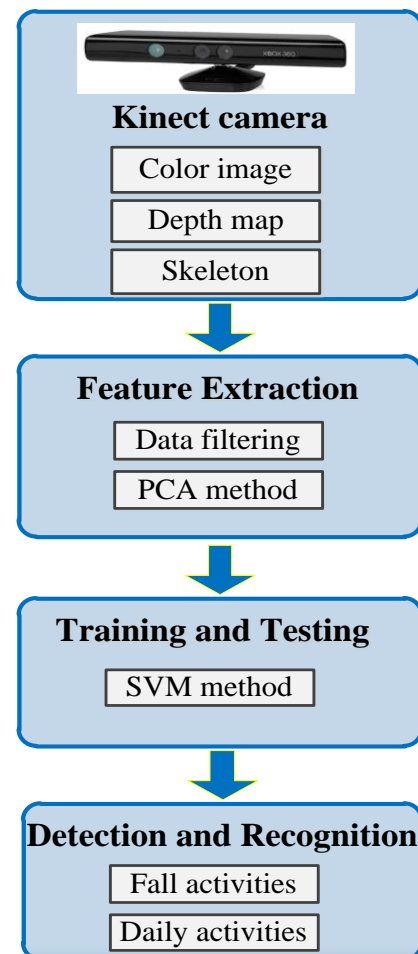 XBOX 360
Kinect camera
Color image
Depth map
Skeleton
Feature Extraction
Data filtering
PCA method
Training and Testing
SVM method
Detection and Recognition
Fall activities
Daily activities